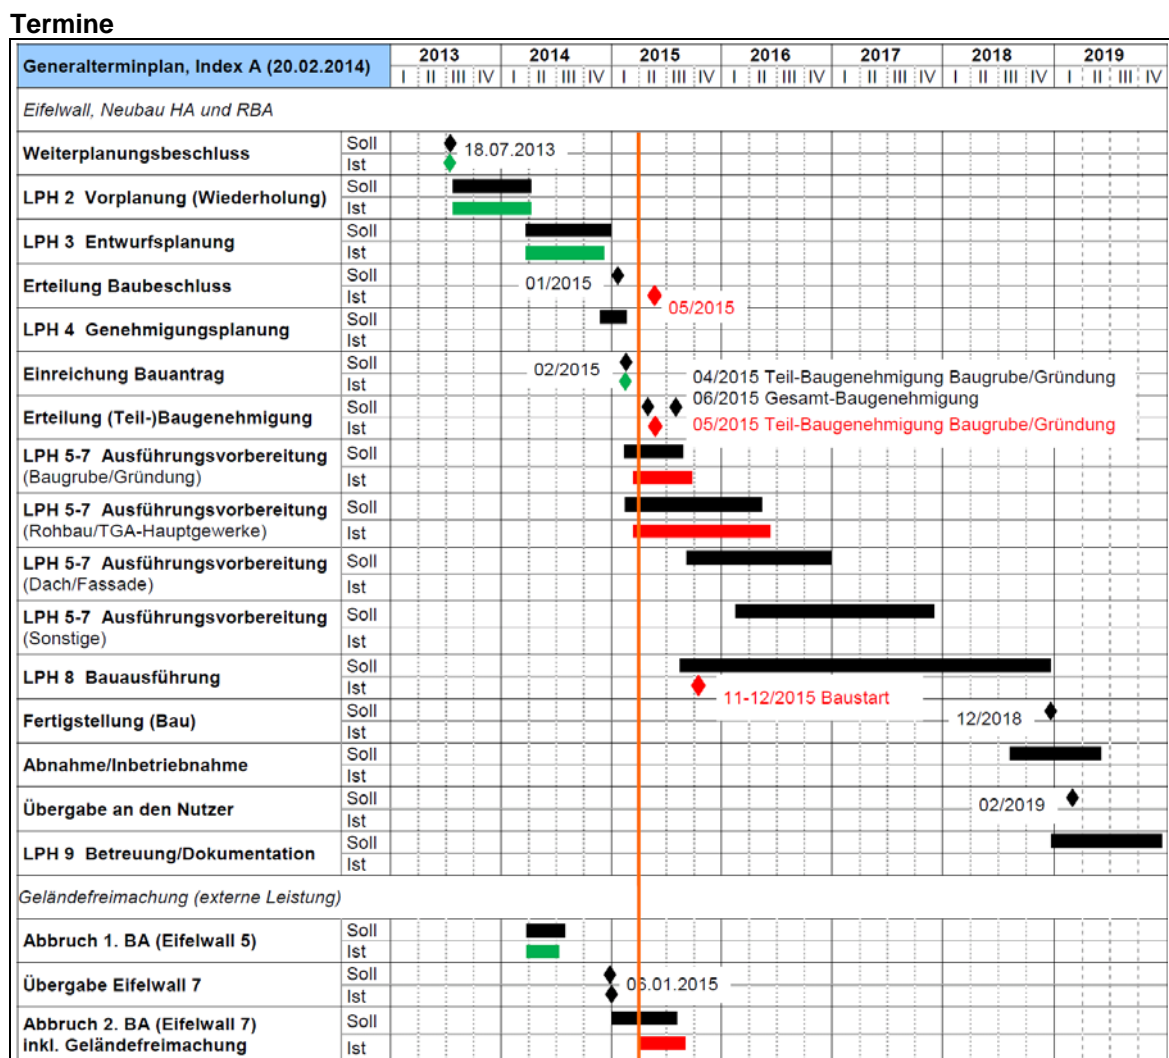 Termine
Generalterminplan, Index A (20.02.2014) 2013 2014 2015 2016 2017 2018 2019
I II III IV I II III IV I II III IV I II III IV I II III IV I II III IV I II III IV
Eifelwall, Neubau HA und RBA
Weiterplanungsbeschluss Soll 18.07.2013
Ist
LPH 2 Vorplanung (Wiederholung) Soll
Ist
LPH 3 Entwurfsplanung Soll
Ist
Erteilung Baubeschluss Soll 01/2015
Ist 05/2015
LPH 4 Genehmigungsplanung Soll
Ist
Einreichung Bauantrag Soll 02/2015
Ist 04/2015 Teil-Baugenehmigung Baugrube/Gründung
Erteilung (Teil-)Baugenehmigung Soll 06/2015 Gesamt-Baugenehmigung
Ist 05/2015 Teil-Baugenehmigung Baugrube/Gründung
LPH 5-7 Ausführungsvorbereitung Soll
(Baugrube/Gründung) Ist
LPH 5-7 Ausführungsvorbereitung Soll
(Rohbau/TGA-Hauptgewerke) Ist
LPH 5-7 Ausführungsvorbereitung Soll
(Dach/Fassade) Ist
LPH 5-7 Ausführungsvorbereitung Soll
(Sonstige) Ist
LPH 8 Bauausführung Soll
Ist 11-12/2015 Baustart
Fertigstellung (Bau) Soll 12/2018
Ist
Abnahme/Inbetriebnahme Soll
Ist
Übergabe an den Nutzer Soll 02/2019
Ist
LPH 9 Betreuung/Dokumentation Soll
Ist
Geländefreimachung (externe Leistung)
Abbruch 1. BA (Eifelwall 5) Soll
Ist
Übergabe Eifelwall 7 Soll 06.01.2015
Ist
Abbruch 2. BA (Eifelwall 7) Soll
inkl. Geländefreimachung Ist